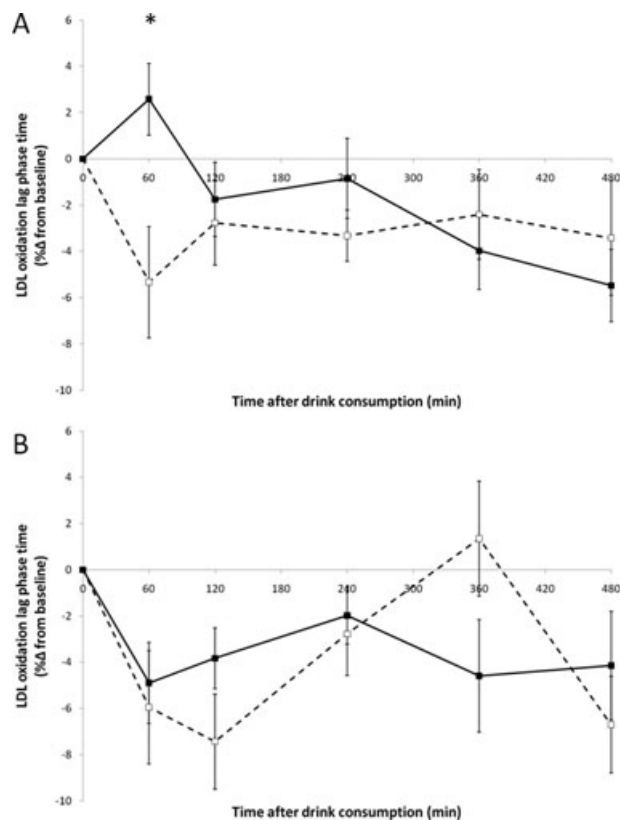 A
*
6
4
2
0
-2
-4
-6
-8
-10
0 60 120 180 240 300 360 420 480
LDL oxidation lag phase time
(%Δ from baseline)
Time after drink consumption (min)
B
6
4
2
0
-2
-4
-6
-8
-10
0 60 120 180 240 300 360 420 480
LDL oxidation lag phase time
(%Δ from baseline)
Time after drink consumption (min)